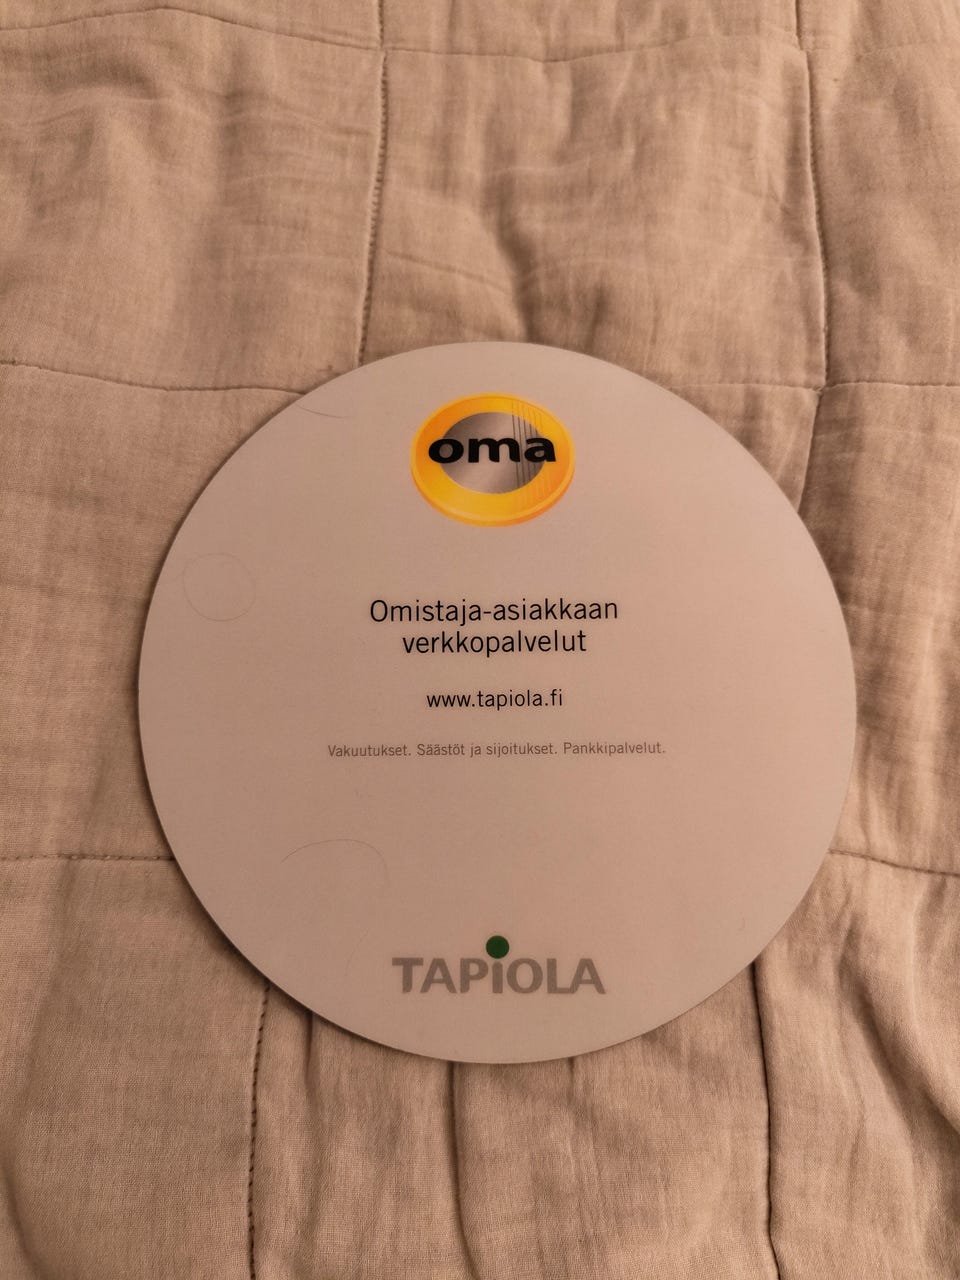 oma
Omistaja-asiakkaan
verkkopalvelut
www.tapiola.fi
Vakuutukset. Säästöt ja sijoitukset. Pankkipalvelut.
TAPiOLA